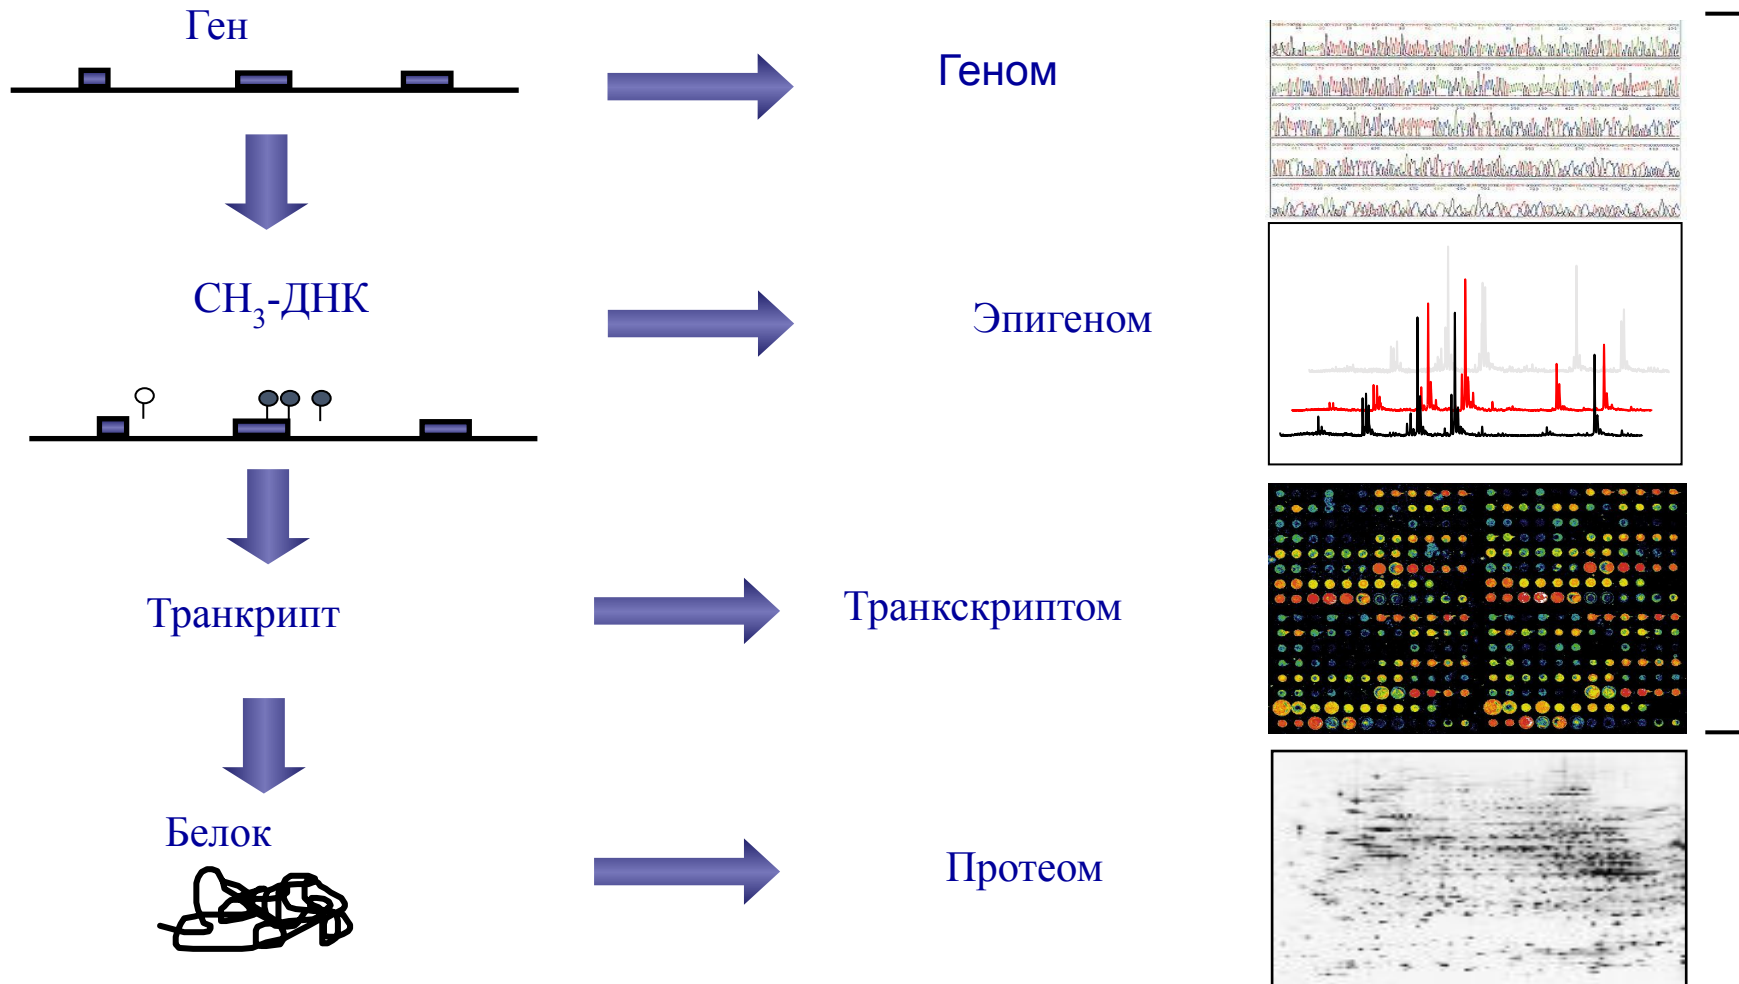 Ген
Геном
CH₃-ДНК
Эпигеном
Транкрипт
Транкскриптом
Белок
Протеом